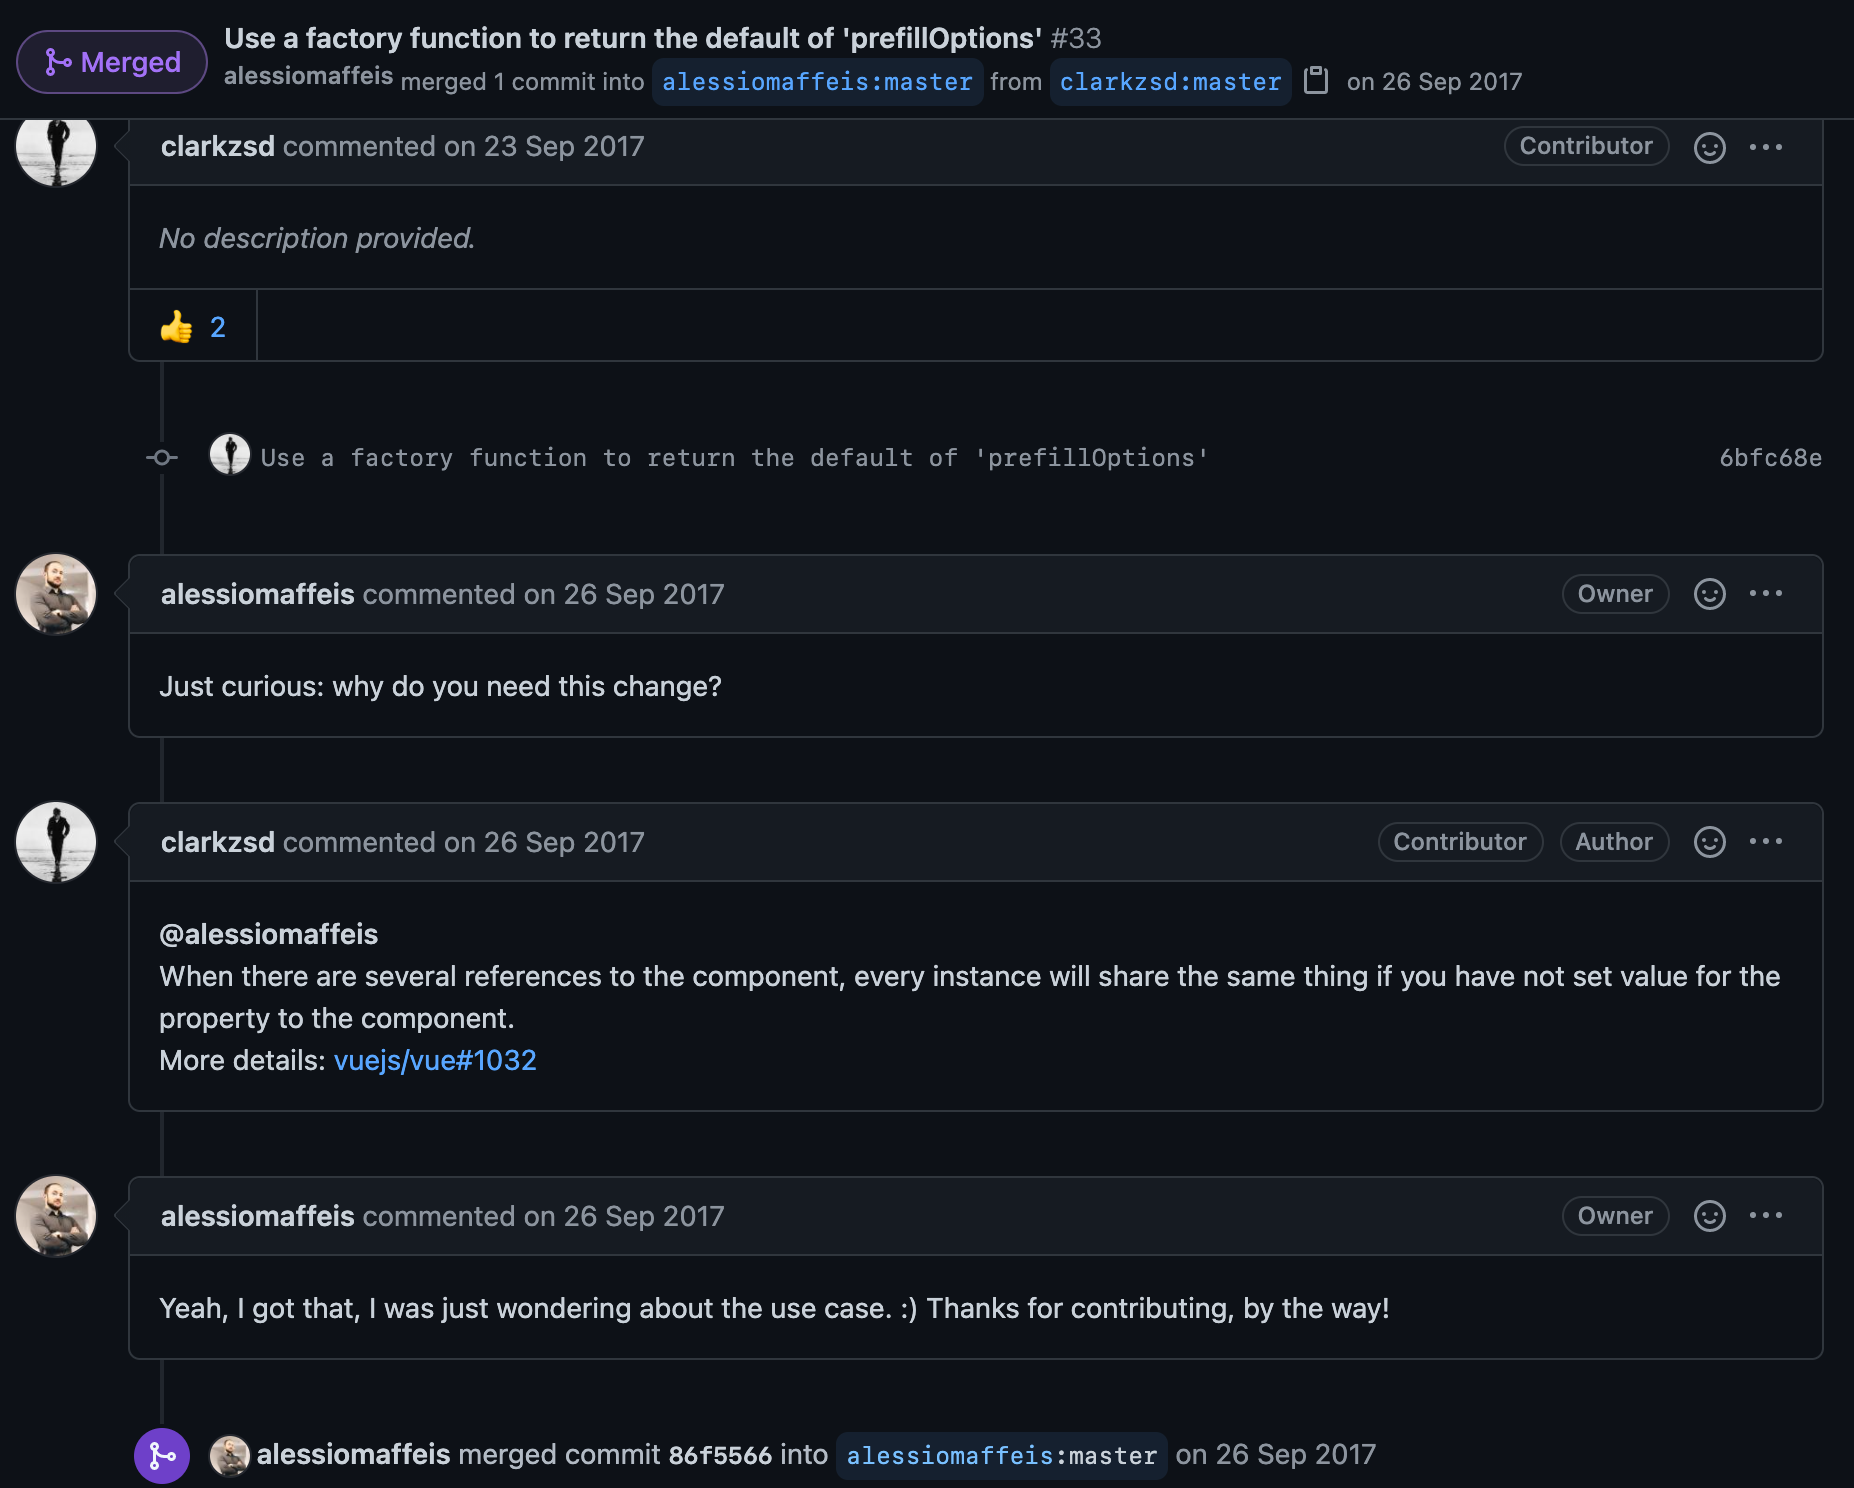 Merged
Use a factory function to return the default of 'prefillOptions' #33
alessiomaffeis merged 1 commit into alessiomaffeis:master from clarkzsd:master on 26 Sep 2017
clarkzsd commented on 23 Sep 2017 Contributor
No description provided.
👍 2
Use a factory function to return the default of 'prefillOptions' 6bfc68e
alessiomaffeis commented on 26 Sep 2017 Owner
Just curious: why do you need this change?
clarkzsd commented on 26 Sep 2017 Contributor Author
@alessiomaffeis
When there are several references to the component, every instance will share the same thing if you have not set value for the
property to the component.
More details: vuejs/vue#1032
alessiomaffeis commented on 26 Sep 2017 Owner
Yeah, I got that, I was just wondering about the use case. :) Thanks for contributing, by the way!
alessiomaffeis merged commit 86f5566 into alessiomaffeis:master on 26 Sep 2017